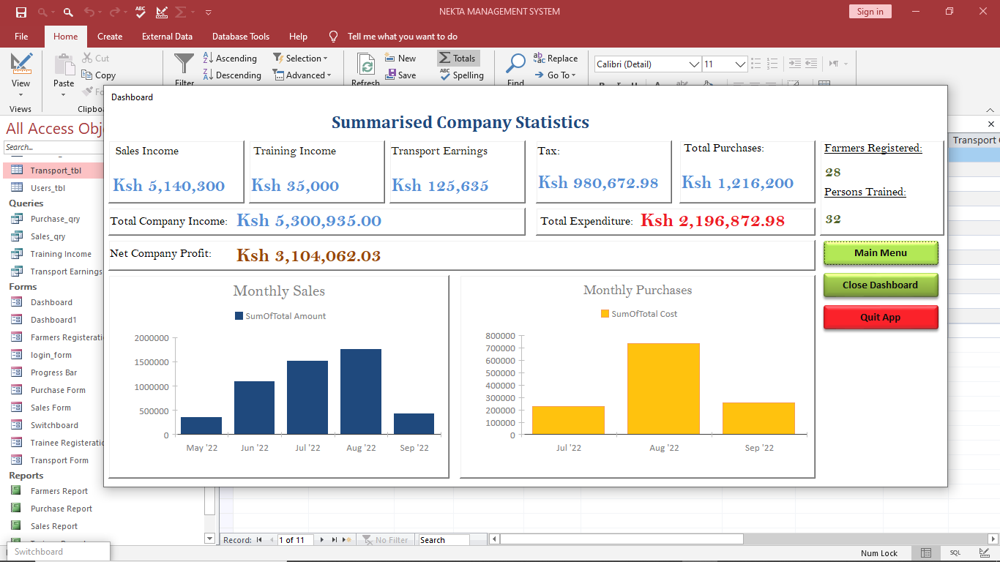 NEKTA MANAGEMENT SYSTEM
Sign in
File Home Create External Data Database Tools Help Tell me what you want to do
View
Views
Paste
Cut
Copy
Filter
Ascending
Descending
Selection
Advanced
Refresh
New
Save
Totals
Spelling
Find
Replace
Go To
Calibri (Detail) 11
All Access Obj
Search...
Transport_tbl
Users_tbl
Queries
Purchase_qry
Sales_qry
Training Income
Transport Earnings
Forms
Dashboard
Dashboard1
Farmers Registerati
login_form
Progress Bar
Purchase Form
Sales Form
Switchboard
Trainee Registeratio
Transport Form
Reports
Farmers Report
Purchase Report
Sales Report
Switchboard
Dashboard
Summarised Company Statistics
Sales Income
Ksh 5,140,300
Training Income
Ksh 35,000
Transport Earnings
Ksh 125,635
Tax:
Ksh 980,672.98
Total Purchases:
Ksh 1,216,200
Farmers Registered:
28
Persons Trained:
32
Total Company Income: Ksh 5,300,935.00
Total Expenditure: Ksh 2,196,872.98
Net Company Profit: Ksh 3,104,062.03
Main Menu
Close Dashboard
Quit App
Monthly Sales
SumOfTotal Amount
2000000
1500000
1000000
500000
0
May '22 Jun '22 Jul '22 Aug '22 Sep '22
Monthly Purchases
SumOfTotal Cost
800000
700000
600000
500000
400000
300000
200000
100000
0
Jul '22 Aug '22 Sep '22
Transport
Record: 1 of 11 No Filter Search
Num Lock SQL